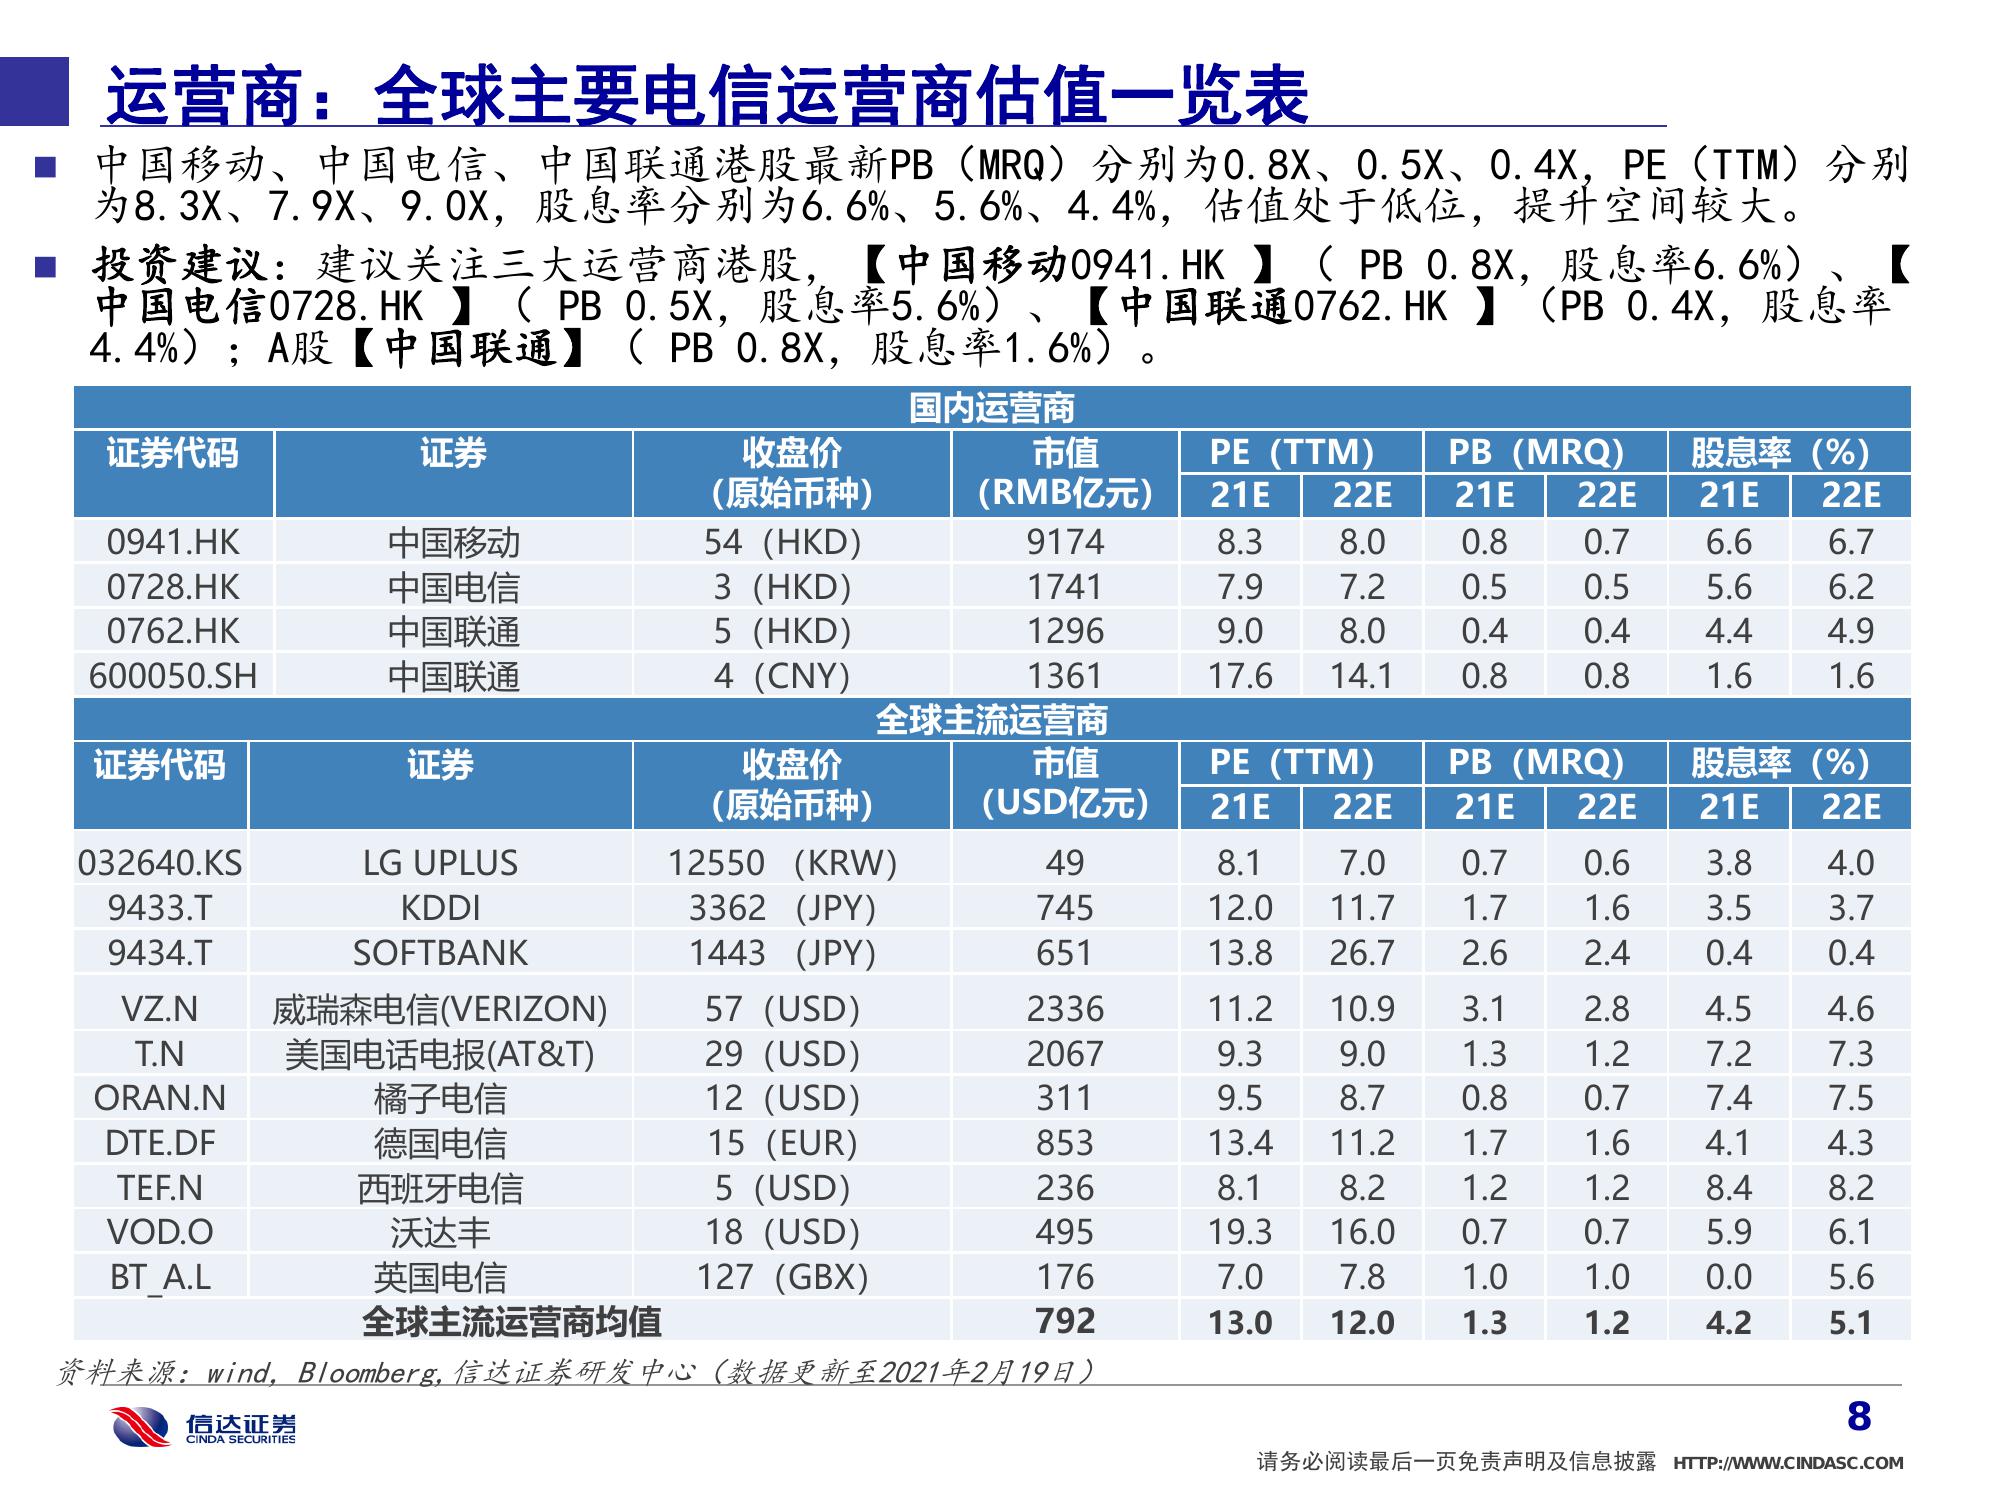 运营商：全球主要电信运营商估值一览表
■ 中国移动、中国电信、中国联通港股最新PB（MRQ）分别为0.8X、0.5X、0.4X，PE（TTM）分别
为8.3X、7.9X、9.0X，股息率分别为6.6%、5.6%、4.4%，估值处于低位，提升空间较大。
■ 投资建议：建议关注三大运营商港股，【中国移动0941.HK 】（ PB 0.8X，股息率6.6%）、【
中国电信0728.HK 】（ PB 0.5X，股息率5.6%）、【中国联通0762.HK 】（PB 0.4X，股息率
4.4%）；A股【中国联通】（ PB 0.8X，股息率1.6%）。
国内运营商
证券代码 证券 收盘价 市值 PE（TTM） PB（MRQ） 股息率（%）
（原始币种） （RMB亿元） 21E 22E 21E 22E 21E 22E
0941.HK 中国移动 54（HKD） 9174 8.3 8.0 0.8 0.7 6.6 6.7
0728.HK 中国电信 3（HKD） 1741 7.9 7.2 0.5 0.5 5.6 6.2
0762.HK 中国联通 5（HKD） 1296 9.0 8.0 0.4 0.4 4.4 4.9
600050.SH 中国联通 4（CNY） 1361 17.6 14.1 0.8 0.8 1.6 1.6
全球主流运营商
证券代码 证券 收盘价 市值 PE（TTM） PB（MRQ） 股息率（%）
（原始币种） （USD亿元） 21E 22E 21E 22E 21E 22E
032640.KS LG UPLUS 12550 （KRW） 49 8.1 7.0 0.7 0.6 3.8 4.0
9433.T KDDI 3362 （JPY） 745 12.0 11.7 1.7 1.6 3.5 3.7
9434.T SOFTBANK 1443 （JPY） 651 13.8 26.7 2.6 2.4 0.4 0.4
VZ.N 威瑞森电信(VERIZON) 57（USD） 2336 11.2 10.9 3.1 2.8 4.5 4.6
T.N 美国电话电报(AT&T) 29（USD） 2067 9.3 9.0 1.3 1.2 7.2 7.3
ORAN.N 橘子电信 12（USD） 311 9.5 8.7 0.8 0.7 7.4 7.5
DTE.DF 德国电信 15（EUR） 853 13.4 11.2 1.7 1.6 4.1 4.3
TEF.N 西班牙电信 5（USD） 236 8.1 8.2 1.2 1.2 8.4 8.2
VOD.O 沃达丰 18（USD） 495 19.3 16.0 0.7 0.7 5.9 6.1
BT_A.L 英国电信 127（GBX） 176 7.0 7.8 1.0 1.0 0.0 5.6
全球主流运营商均值 792 13.0 12.0 1.3 1.2 4.2 5.1
资料来源：wind, Bloomberg,信达证券研发中心（数据更新至2021年2月19日）
信达证券
CINDA SECURITIES
8
请务必阅读最后一页免责声明及信息披露 HTTP://WWW.CINDASC.COM